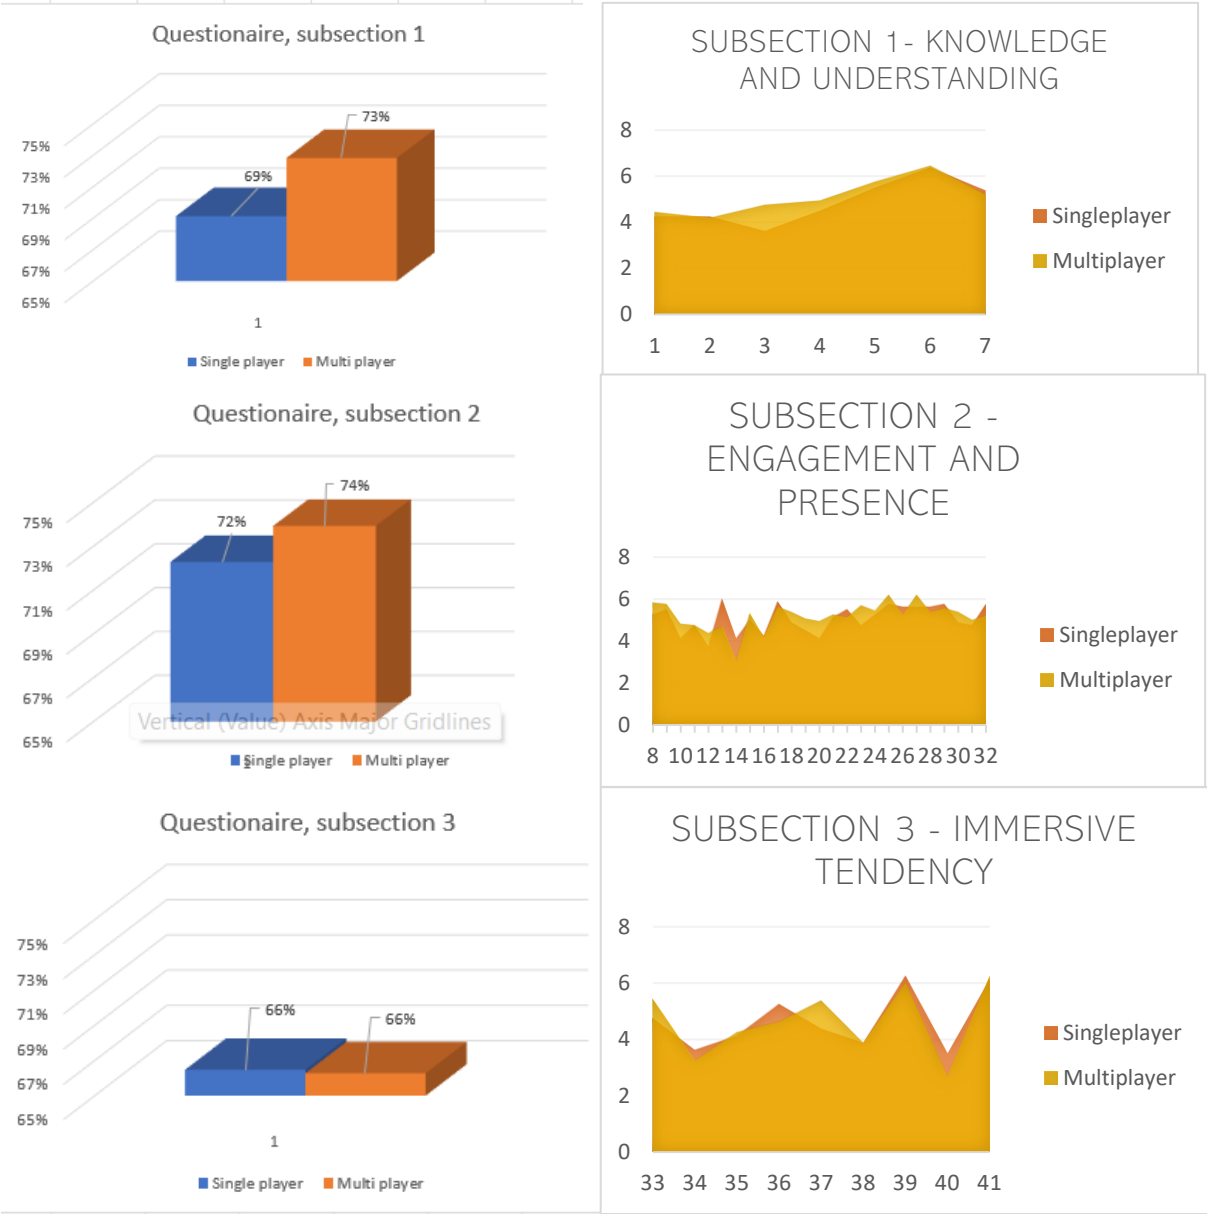 Questionaire, subsection 1
75%
73%
71%
69%
67%
65%
69%
73%
1
Single player
Multi player
SUBSECTION 1- KNOWLEDGE
AND UNDERSTANDING
8
6
4
2
0
1 2 3 4 5 6 7
Singleplayer
Multiplayer
Questionaire, subsection 2
75%
73%
71%
69%
67%
65%
72%
74%
Vertical (Value) Axis Major Gridlines
Single player
Multi player
SUBSECTION 2 -
ENGAGEMENT AND
PRESENCE
8
6
4
2
0
8 10 12 14 16 18 20 22 24 26 28 30 32
Singleplayer
Multiplayer
Questionaire, subsection 3
75%
73%
71%
69%
67%
65%
66%
66%
1
Single player
Multi player
SUBSECTION 3 - IMMERSIVE
TENDENCY
8
6
4
2
0
33 34 35 36 37 38 39 40 41
Singleplayer
Multiplayer